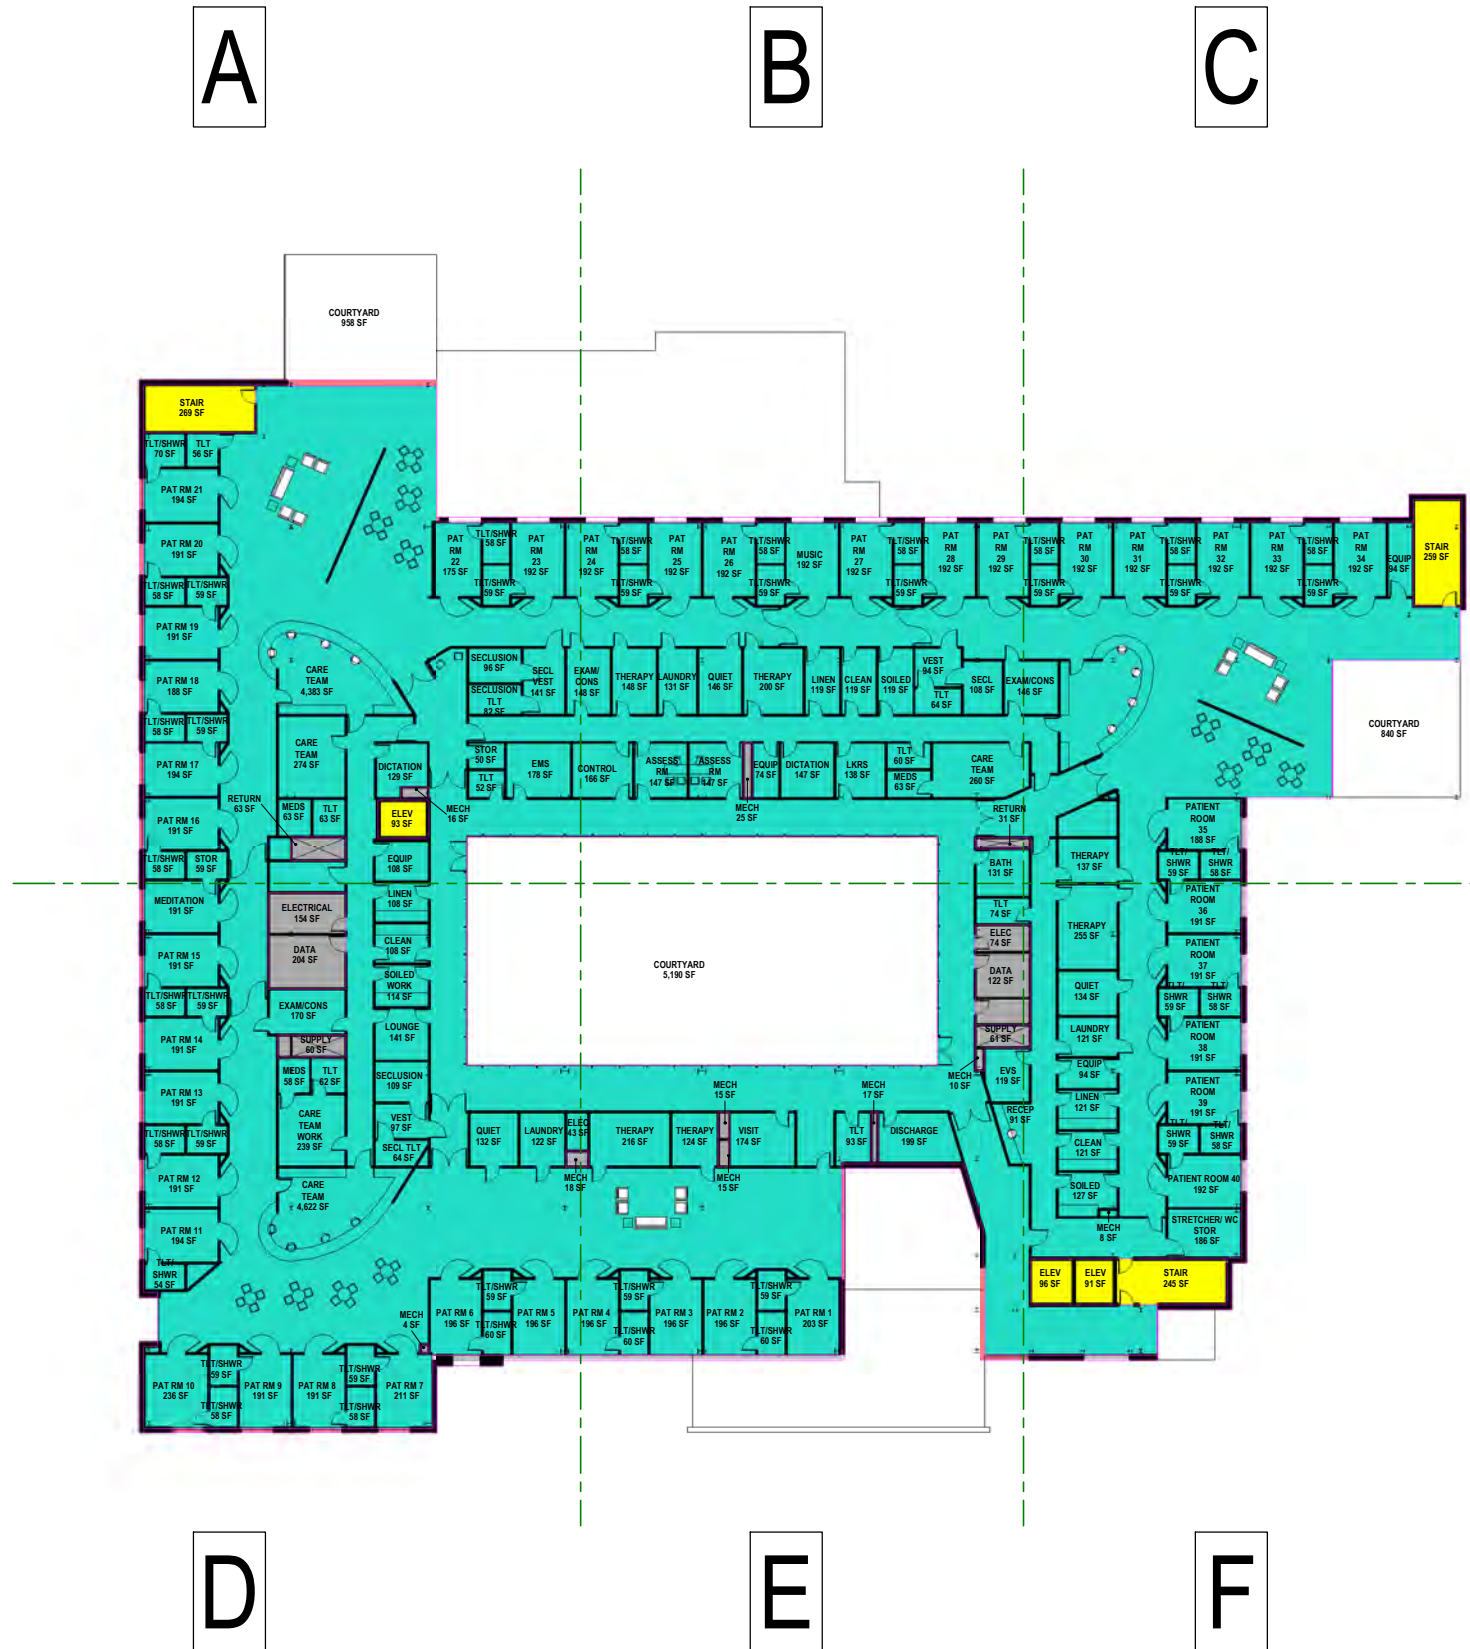 A
B
C
COURTYARD
958 SF
STAIR
269 SF
TLT/SHWR
70 SF
TLT
56 SF
PAT RM 21
194 SF
PAT RM 20
191 SF
TLT/SHWR
58 SF
TLT/SHWR
59 SF
PAT RM 19
191 SF
PAT RM 18
188 SF
TLT/SHWR
58 SF
TLT/SHWR
59 SF
PAT RM 17
194 SF
RETURN
63 SF
PAT RM 16
191 SF
TLT/SHWR
58 SF
STOR
59 SF
MEDITATION
191 SF
PAT RM 15
191 SF
TLT/SHWR
58 SF
TLT/SHWR
59 SF
PAT RM 14
191 SF
PAT RM 13
191 SF
TLT/SHWR
58 SF
TLT/SHWR
59 SF
PAT RM 12
191 SF
PAT RM 11
194 SF
TLT/
SHWR
54 SF
CARE
TEAM
4,383 SF
CARE
TEAM
274 SF
MEDS
63 SF
TLT
63 SF
ELECTRICAL
154 SF
DATA
204 SF
EXAM/CONS
170 SF
SUPPLY
60 SF
MEDS
58 SF
TLT
62 SF
CARE
TEAM
WORK
239 SF
CARE
TEAM
4,622 SF
DICTATION
129 SF
MECH
16 SF
ELEV
93 SF
EQUIP
108 SF
LINEN
108 SF
CLEAN
108 SF
SOILED
WORK
114 SF
LOUNGE
141 SF
SECLUSION
109 SF
VEST
97 SF
SECL TLT
64 SF
PAT
RM
22
175 SF
TLT/SHWR
58 SF
TLT/SHWR
59 SF
PAT
RM
23
192 SF
PAT
RM
24
192 SF
TLT/SHWR
58 SF
TLT/SHWR
59 SF
PAT
RM
25
192 SF
PAT
RM
26
192 SF
TLT/SHWR
58 SF
TLT/SHWR
59 SF
MUSIC
192 SF
PAT
RM
27
192 SF
TLT/SHWR
58 SF
TLT/SHWR
59 SF
PAT
RM
28
192 SF
PAT
RM
29
192 SF
TLT/SHWR
58 SF
TLT/SHWR
59 SF
PAT
RM
30
192 SF
PAT
RM
31
192 SF
TLT/SHWR
58 SF
TLT/SHWR
59 SF
PAT
RM
32
192 SF
PAT
RM
33
192 SF
TLT/SHWR
58 SF
TLT/SHWR
59 SF
PAT
RM
34
192 SF
EQUIP
94 SF
STAIR
259 SF
SECLUSION
96 SF
SECLUSION
TLT
82 SF
SECL
VEST
141 SF
EXAM/
CONS
148 SF
THERAPY
148 SF
LAUNDRY
131 SF
QUIET
146 SF
THERAPY
200 SF
LINEN
119 SF
CLEAN
119 SF
SOILED
119 SF
VEST
94 SF
TLT
64 SF
SECL
108 SF
EXAM/CONS
146 SF
STOR
50 SF
TLT
52 SF
EMS
178 SF
CONTROL
166 SF
ASSESS
RM
147 SF
ASSESS
RM
147 SF
MECH
25 SF
EQUIP
74 SF
DICTATION
147 SF
LKRS
138 SF
TLT
60 SF
MEDS
63 SF
CARE
TEAM
260 SF
COURTYARD
840 SF
COURTYARD
5,190 SF
RETURN
31 SF
BATH
131 SF
TLT
74 SF
ELEC
74 SF
DATA
122 SF
SUPPLY
61 SF
MECH
10 SF
EVS
119 SF
RECEP
91 SF
THERAPY
137 SF
THERAPY
255 SF
QUIET
134 SF
LAUNDRY
121 SF
EQUIP
94 SF
LINEN
121 SF
CLEAN
121 SF
SOILED
127 SF
MECH
8 SF
PATIENT
ROOM
35
188 SF
TLT/
SHWR
59 SF
TLT/
SHWR
58 SF
PATIENT
ROOM
36
191 SF
PATIENT
ROOM
37
191 SF
TLT/
SHWR
59 SF
TLT/
SHWR
58 SF
PATIENT
ROOM
38
191 SF
PATIENT
ROOM
39
191 SF
TLT/
SHWR
59 SF
TLT/
SHWR
58 SF
PATIENT ROOM 40
192 SF
STRETCHER/ WC
STOR
186 SF
ELEV
96 SF
ELEV
91 SF
STAIR
245 SF
QUIET
132 SF
LAUNDRY
122 SF
ELEC
43 SF
MECH
18 SF
THERAPY
216 SF
THERAPY
124 SF
MECH
15 SF
MECH
15 SF
VISIT
174 SF
TLT
93 SF
MECH
17 SF
DISCHARGE
199 SF
MECH
4 SF
PAT RM 6
196 SF
TLT/SHWR
59 SF
TLT/SHWR
60 SF
PAT RM 5
196 SF
PAT RM 4
196 SF
TLT/SHWR
59 SF
TLT/SHWR
60 SF
PAT RM 3
196 SF
PAT RM 2
196 SF
TLT/SHWR
59 SF
TLT/SHWR
60 SF
PAT RM 1
203 SF
PAT RM 10
236 SF
TLT/SHWR
59 SF
TLT/SHWR
58 SF
PAT RM 9
191 SF
PAT RM 8
191 SF
TLT/SHWR
59 SF
TLT/SHWR
58 SF
PAT RM 7
211 SF
D
E
F